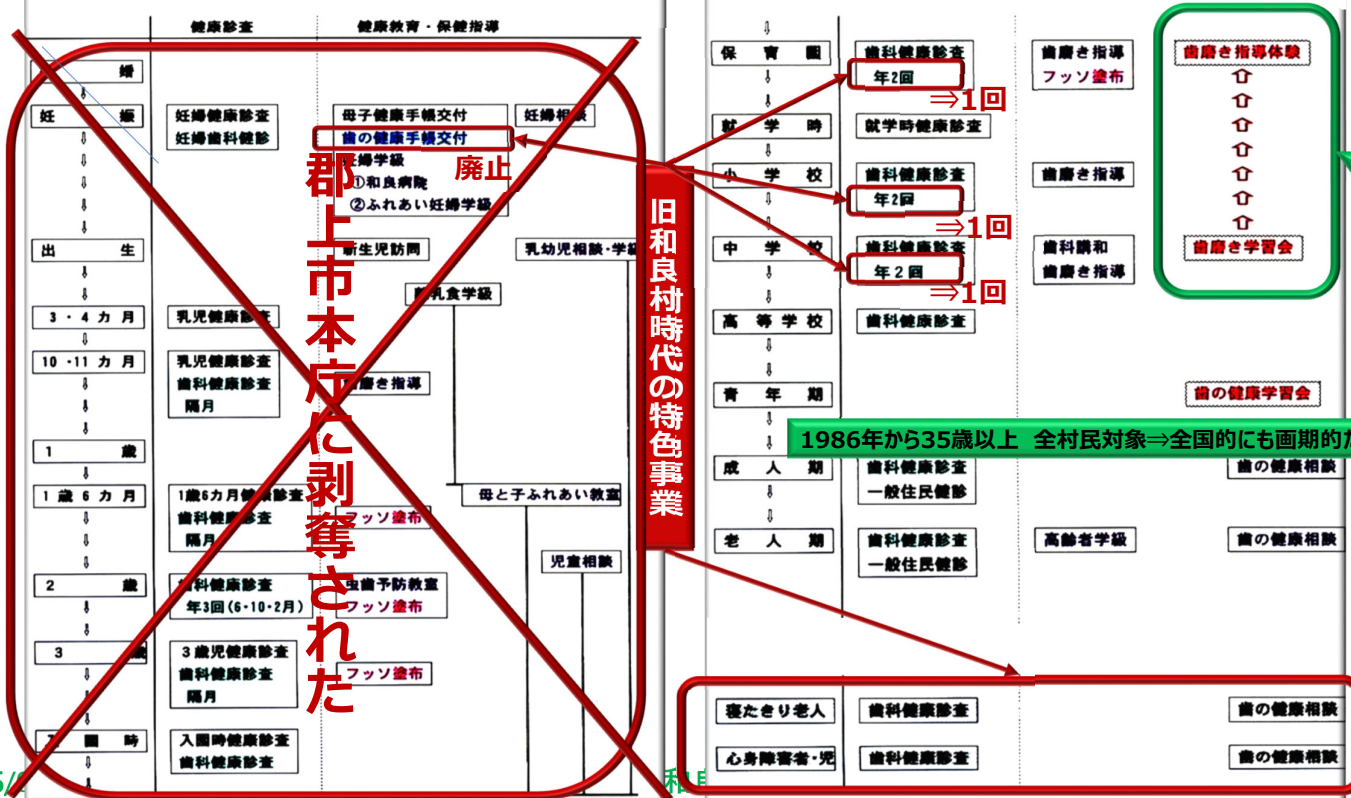 健康診査
健康教育・保健指導
婚
妊 娠
妊婦健康診査
妊婦歯科健診
母子健康手帳交付
歯の健康手帳交付
妊婦学級
①和良病院
②ふれあい妊婦学級
妊婦相談
廃止
出 生
新生児訪問
乳幼児相談・学級
離乳食学級
3・4カ月
乳児健康診査
10・11カ月
乳児健康診査
歯科健康診査
隔月
歯磨き指導
1 歳
1歳6カ月
1歳6カ月健康診査
歯科健康診査
隔月
フッソ塗布
母と子ふれあい教室
児童相談
2 歳
歯科健康診査
年3回(6・10・2月)
虫歯予防教室
フッソ塗布
3 歳
3歳児健康診査
歯科健康診査
隔月
フッソ塗布
園 時
入園時健康診査
歯科健康診査
郡上市本庁に剥奪された
旧和良村時代の特色事業
保 育 園
歯科健康診査
年2回
⇒1回
歯磨き指導
フッソ塗布
歯磨き指導体験
就 学 時
就学時健康診査
小 学 校
歯科健康診査
年2回
⇒1回
歯磨き指導
中 学 校
歯科健康診査
年2回
⇒1回
歯科講和
歯磨き指導
歯磨き学習会
高 等 学 校
歯科健康診査
青 年 期
歯の健康学習会
1986年から35歳以上 全村民対象⇒全国的にも画期的
成 人 期
歯科健康診査
一般住民健診
歯の健康相談
老 人 期
歯科健康診査
一般住民健診
高齢者学級
歯の健康相談
寝たきり老人
歯科健康診査
歯の健康相談
心身障害者・児
歯科健康診査
歯の健康相談
和